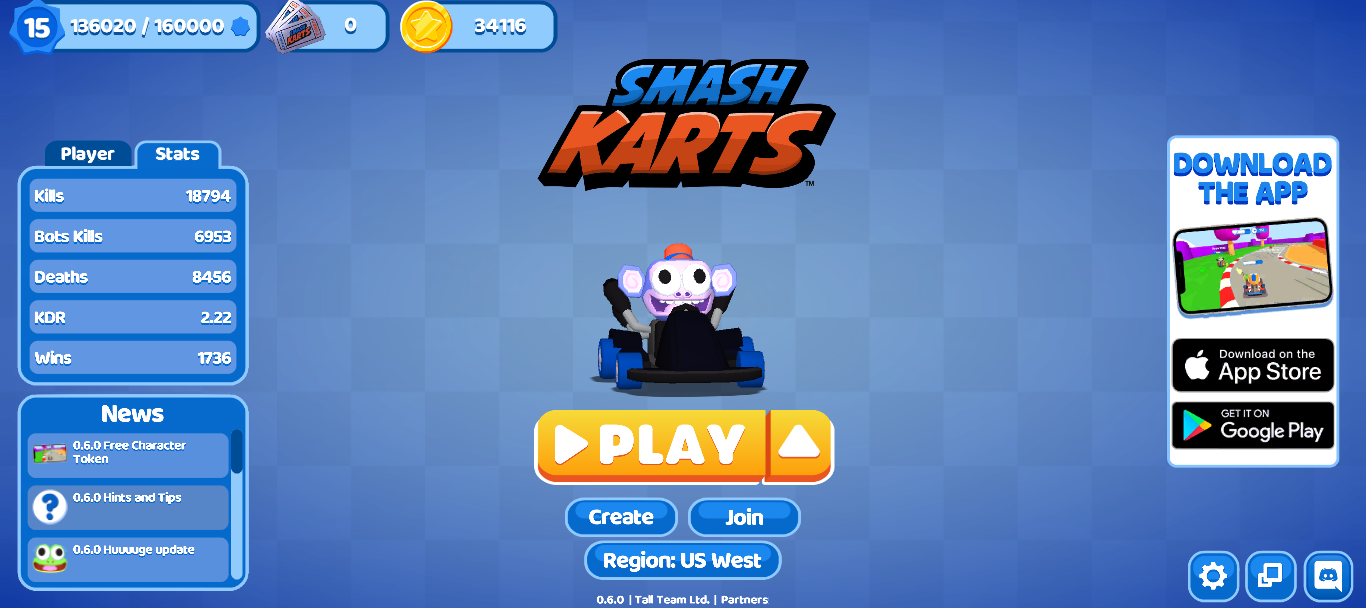 15
136020 / 160000
0
34116
SMASH
KARTS
TM
Player
Stats
Kills 18794
Bots Kills 6953
Deaths 8456
KDR 2.22
Wins 1736
News
0.6.0 Free Character
Token
0.6.0 Hints and Tips
?
0.6.0 Huuuuge update
PLAY
Create
Join
Region: US West
0.6.0 | Tall Team Ltd. | Partners
DOWNLOAD
THE APP
Download on the
App Store
GET IT ON
Google Play